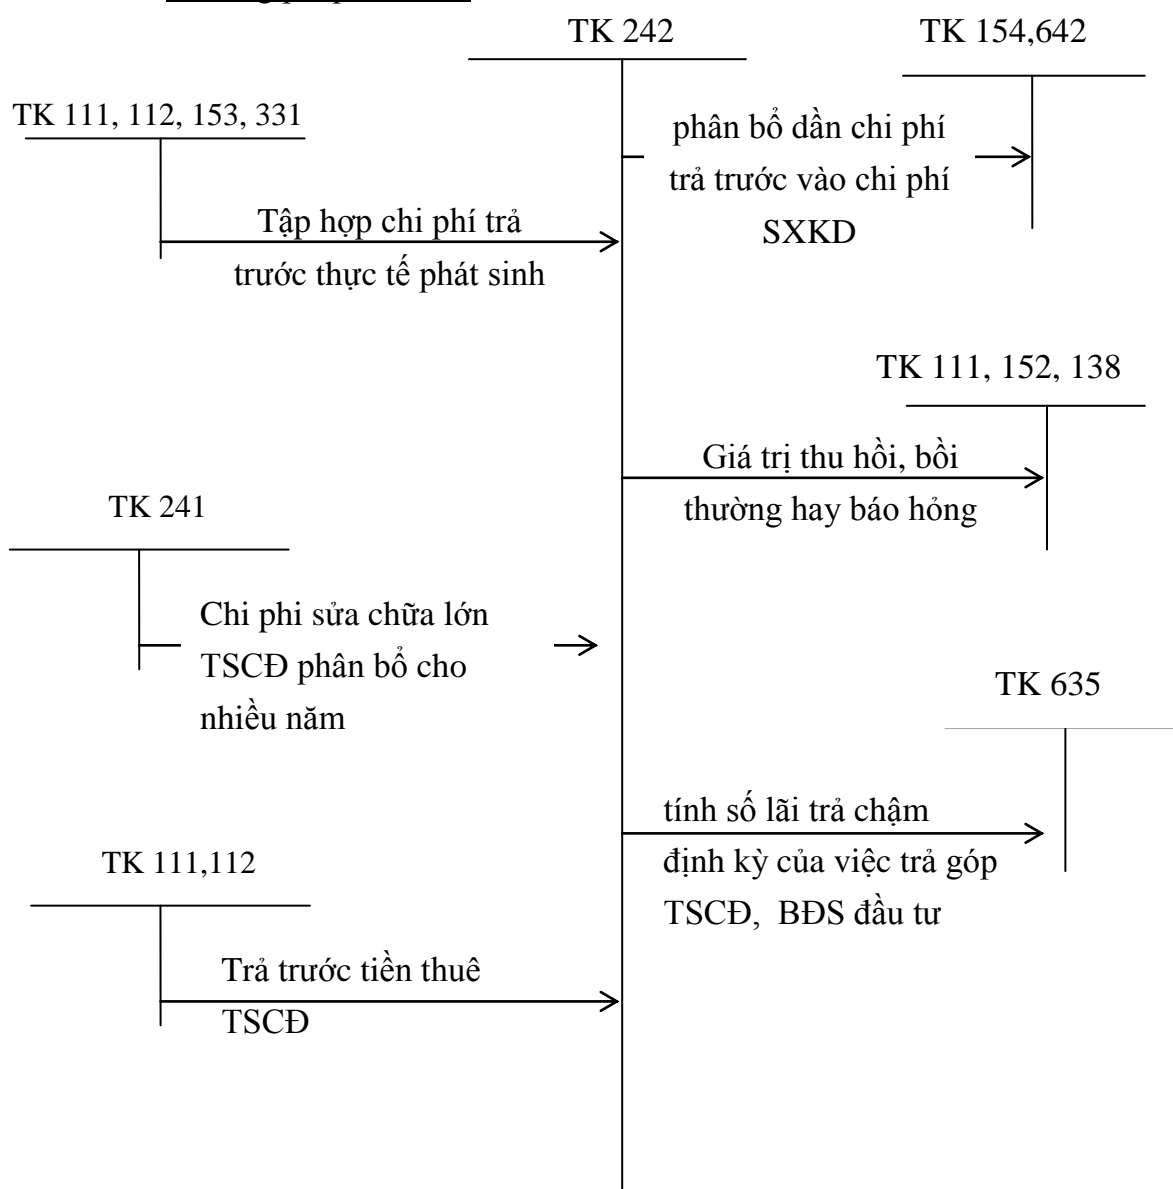 TK 242
TK 154,642
TK 111, 112, 153, 331
phân bổ dần chi phí
trả trước vào chi phí
SXKD
Tập hợp chi phí trả
trước thực tế phát sinh
TK 111, 152, 138
Giá trị thu hồi, bồi
thường hay báo hỏng
TK 241
Chi phi sửa chữa lớn
TSCĐ phân bổ cho
nhiều năm
TK 635
tính số lãi trả chậm
định kỳ của việc trả góp
TSCĐ, BĐS đầu tư
TK 111,112
Trả trước tiền thuê
TSCĐ